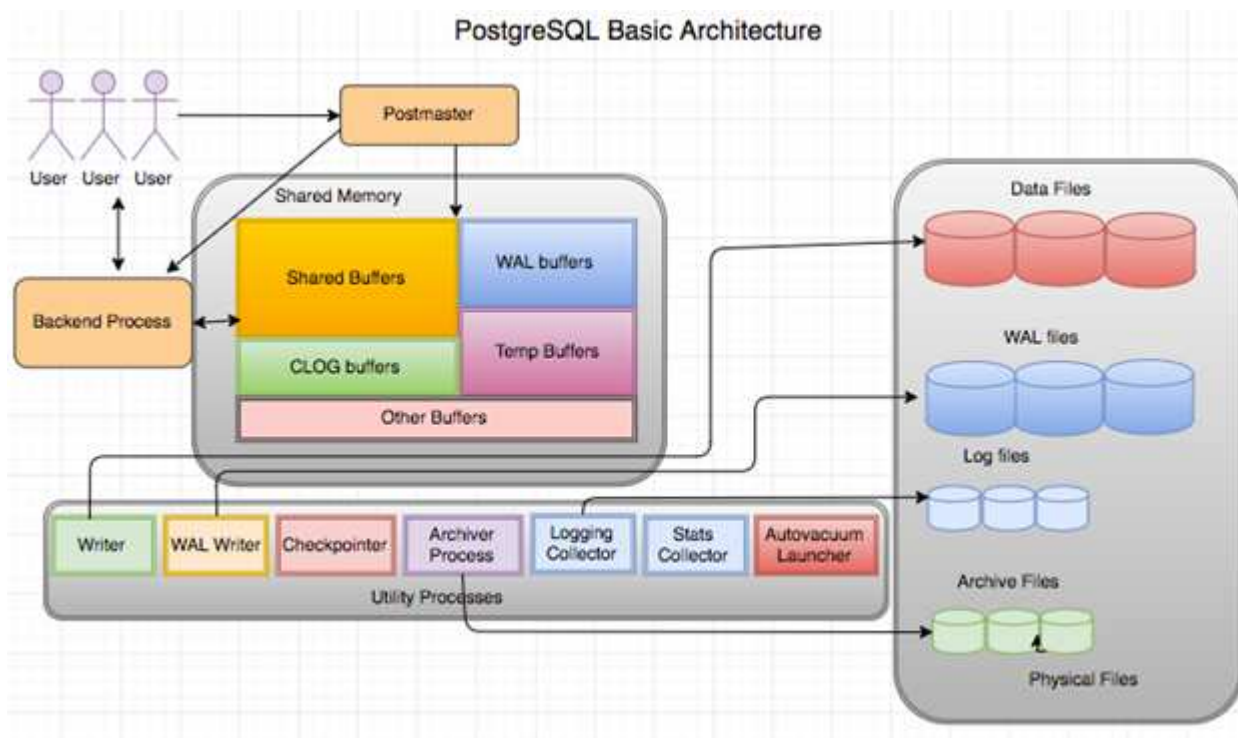 PostgreSQL Basic Architecture
Postmaster
User User User
Shared Memory
Data Files
Shared Buffers
WAL buffers
Backend Process
WAL files
CLOG buffers
Temp Buffers
Other Buffers
Log files
Writer
WAL Writer
Checkpointer
Archiver
Process
Logging
Collector
Stats
Collector
Autovacuum
Launcher
Utility Processes
Archive Files
Physical Files